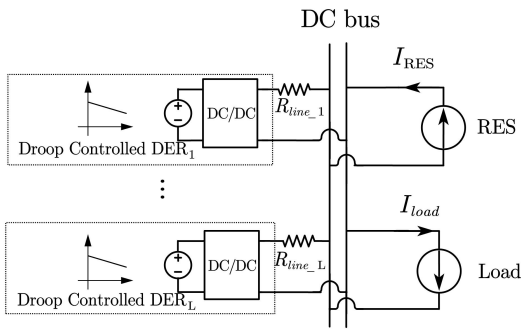 DC bus
I_RES
DC/DC
R_line_1
RES
Droop Controlled DER_1
I_load
DC/DC
R_line_L
Load
Droop Controlled DER_L